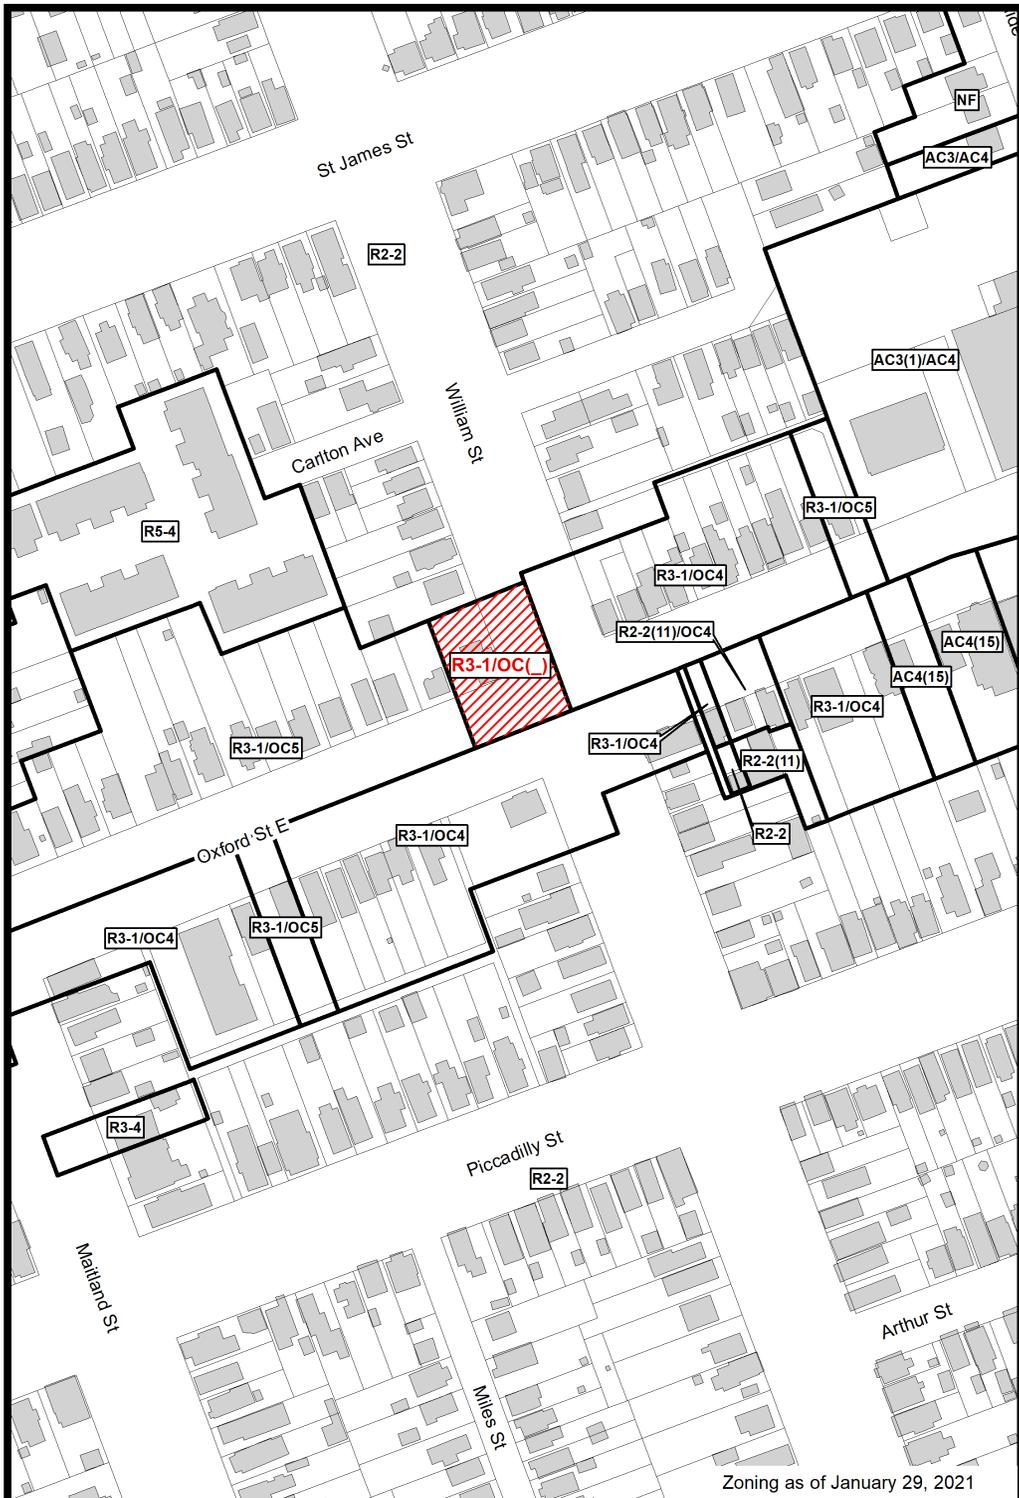 NF
St James St
AC3/AC4
R2-2
AC3(1)/AC4
William St
Carlton Ave
R3-1/OC5
R5-4
R3-1/OC4
R2-2(11)/OC4
AC4(15)
R3-1/OC(_)
AC4(15)
R3-1/OC4
R3-1/OC4
R3-1/OC5
R2-2(11)
Oxford St E
R3-1/OC4
R2-2
R3-1/OC5
R3-1/OC4
R3-4
Piccadilly St
R2-2
Maitland St
Arthur St
Miles St
Zoning as of January 29, 2021